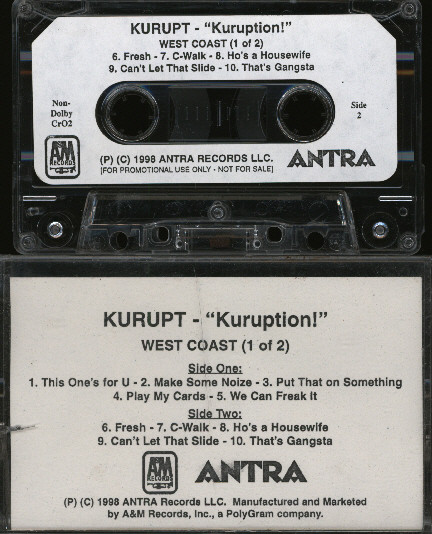 KURUPT - "Kuruption!"
WEST COAST (1 of 2)
6. Fresh - 7. C-Walk - 8. Ho's a Housewife
9. Can't Let That Slide - 10. That's Gangsta
Non-
Dolby
CrO2
Side
2
A&M
RECORDS
(P) (C) 1998 ANTRA RECORDS LLC.
[FOR PROMOTIONAL USE ONLY - NOT FOR SALE]
ANTRA
KURUPT - "Kuruption!"
WEST COAST (1 of 2)
Side One:
1. This One's for U - 2. Make Some Noize - 3. Put That on Something
4. Play My Cards - 5. We Can Freak It
Side Two:
6. Fresh - 7. C-Walk - 8. Ho's a Housewife
9. Can't Let That Slide - 10. That's Gangsta
A&M
RECORDS
ANTRA
(P) (C) 1998 ANTRA Records LLC. Manufactured and Marketed
by A&M Records, Inc., a PolyGram company.